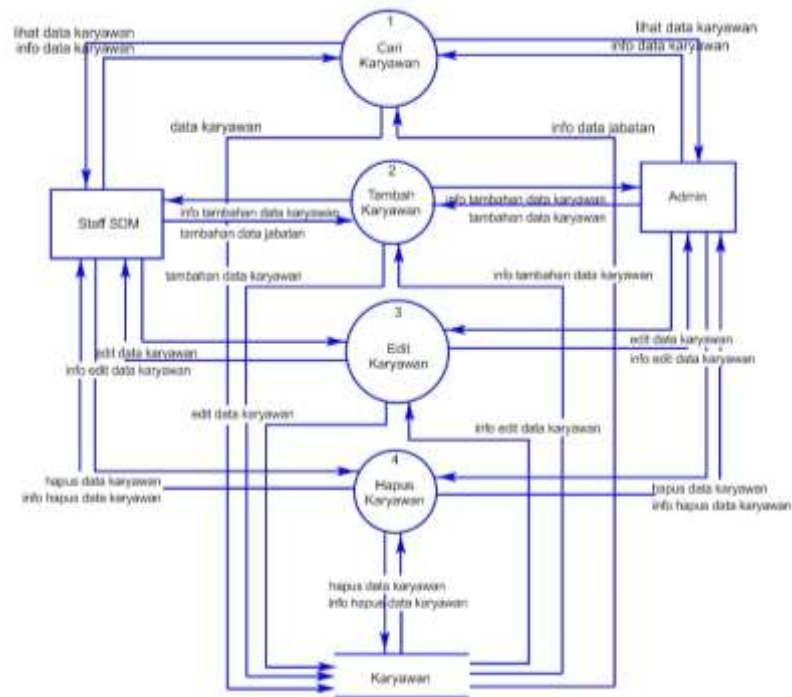 1
Cari
Karyawan
lihat data karyawan
info data karyawan
lihat data karyawan
info data karyawan
data karyawan
info data jabatan
2
Tambah
Karyawan
Staff SDM
Admin
info tambahan data karyawan
tambahan data jabatan
info tambahan data karyawan
tambahan data karyawan
tambahan data karyawan
info tambahan data karyawan
3
Edit
Karyawan
edit data karyawan
info edit data karyawan
edit data karyawan
info edit data karyawan
edit data karyawan
info edit data karyawan
4
Hapus
Karyawan
hapus data karyawan
info hapus data karyawan
hapus data karyawan
info hapus data karyawan
hapus data karyawan
info hapus data karyawan
Karyawan